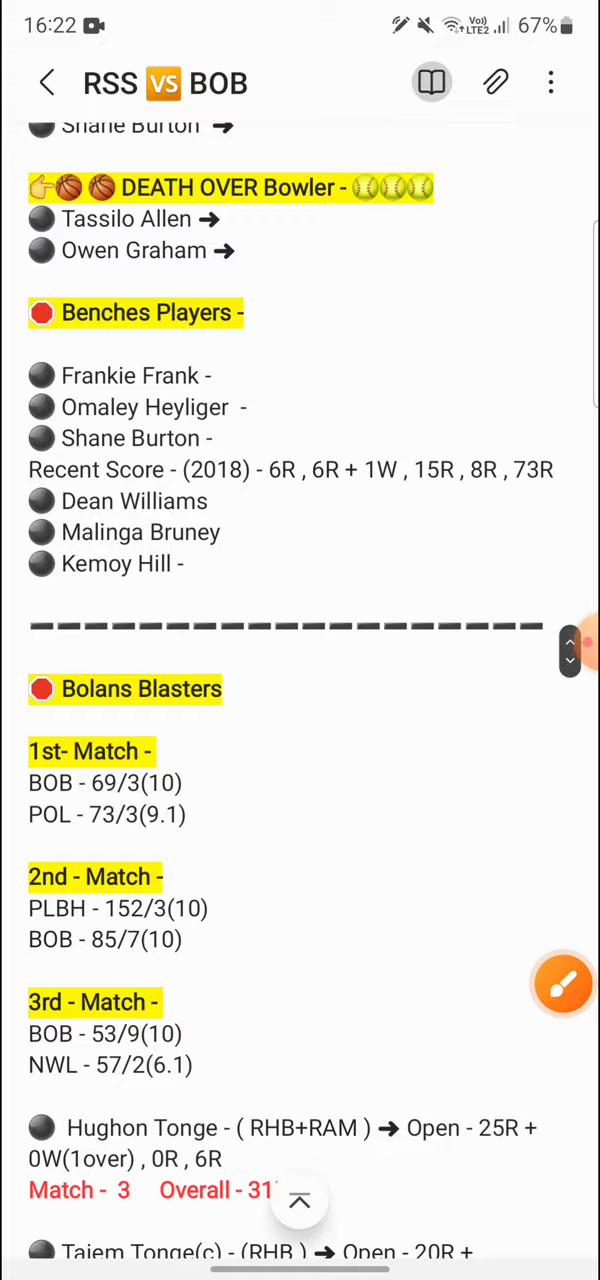 16:22 Vo)) LTE2 67%
RSS VS BOB
Shane Burton ➔
👉🏀 🏀 DEATH OVER Bowler - 🥎🥎🥎
⚫ Tassilo Allen ➔
⚫ Owen Graham ➔
🛑 Benches Players -
⚫ Frankie Frank -
⚫ Omaley Heyliger -
⚫ Shane Burton -
Recent Score - (2018) - 6R , 6R + 1W , 15R , 8R , 73R
⚫ Dean Williams
⚫ Malinga Bruney
⚫ Kemoy Hill -
➖➖➖➖➖➖➖➖➖➖➖➖➖➖➖➖➖➖➖
🛑 Bolans Blasters
1st- Match -
BOB - 69/3(10)
POL - 73/3(9.1)
2nd - Match -
PLBH - 152/3(10)
BOB - 85/7(10)
3rd - Match -
BOB - 53/9(10)
NWL - 57/2(6.1)
⚫ Hughon Tonge - ( RHB+RAM ) ➔ Open - 25R +
0W(1over) , 0R , 6R
Match - 3 Overall - 31
⚫ Taiem Tonge(c) - (RHB ) ➔ Open - 20R +